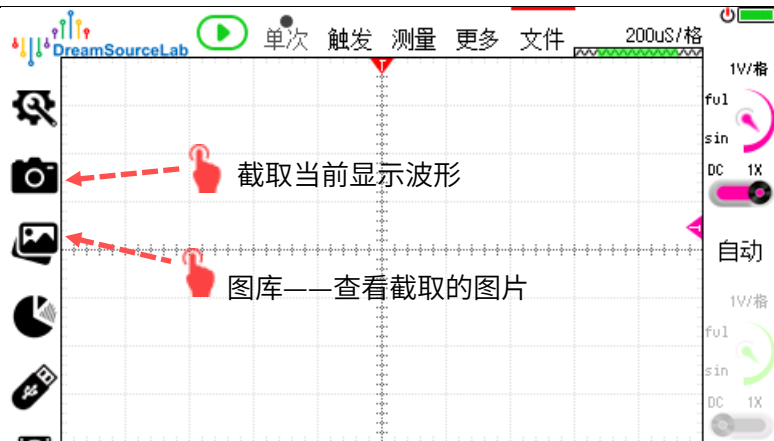 DreamSourceLab
单次 触发 测量 更多 文件 200uS/格
T
1V/格
ful
sin
DC 1X
截取当前显示波形
自动
图库——查看截取的图片
1V/格
ful
sin
DC 1X